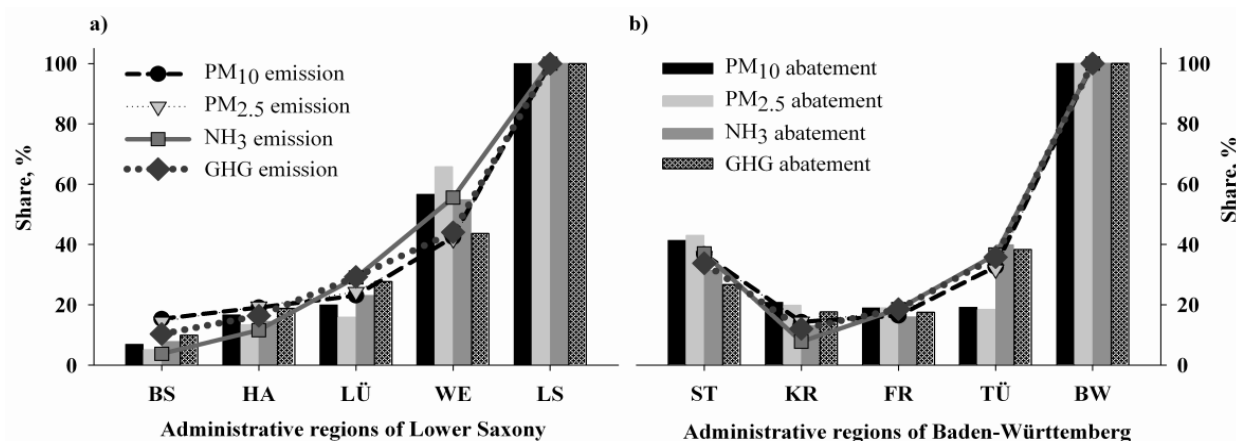 a)
b)
100
80
60
40
20
0
Share, %
PM10 emission
PM2.5 emission
NH3 emission
GHG emission
BS HA LÜ WE LS
Administrative regions of Lower Saxony
PM10 abatement
PM2.5 abatement
NH3 abatement
GHG abatement
ST KR FR TÜ BW
Administrative regions of Baden-Württemberg
100
80
60
40
20
0
Share, %